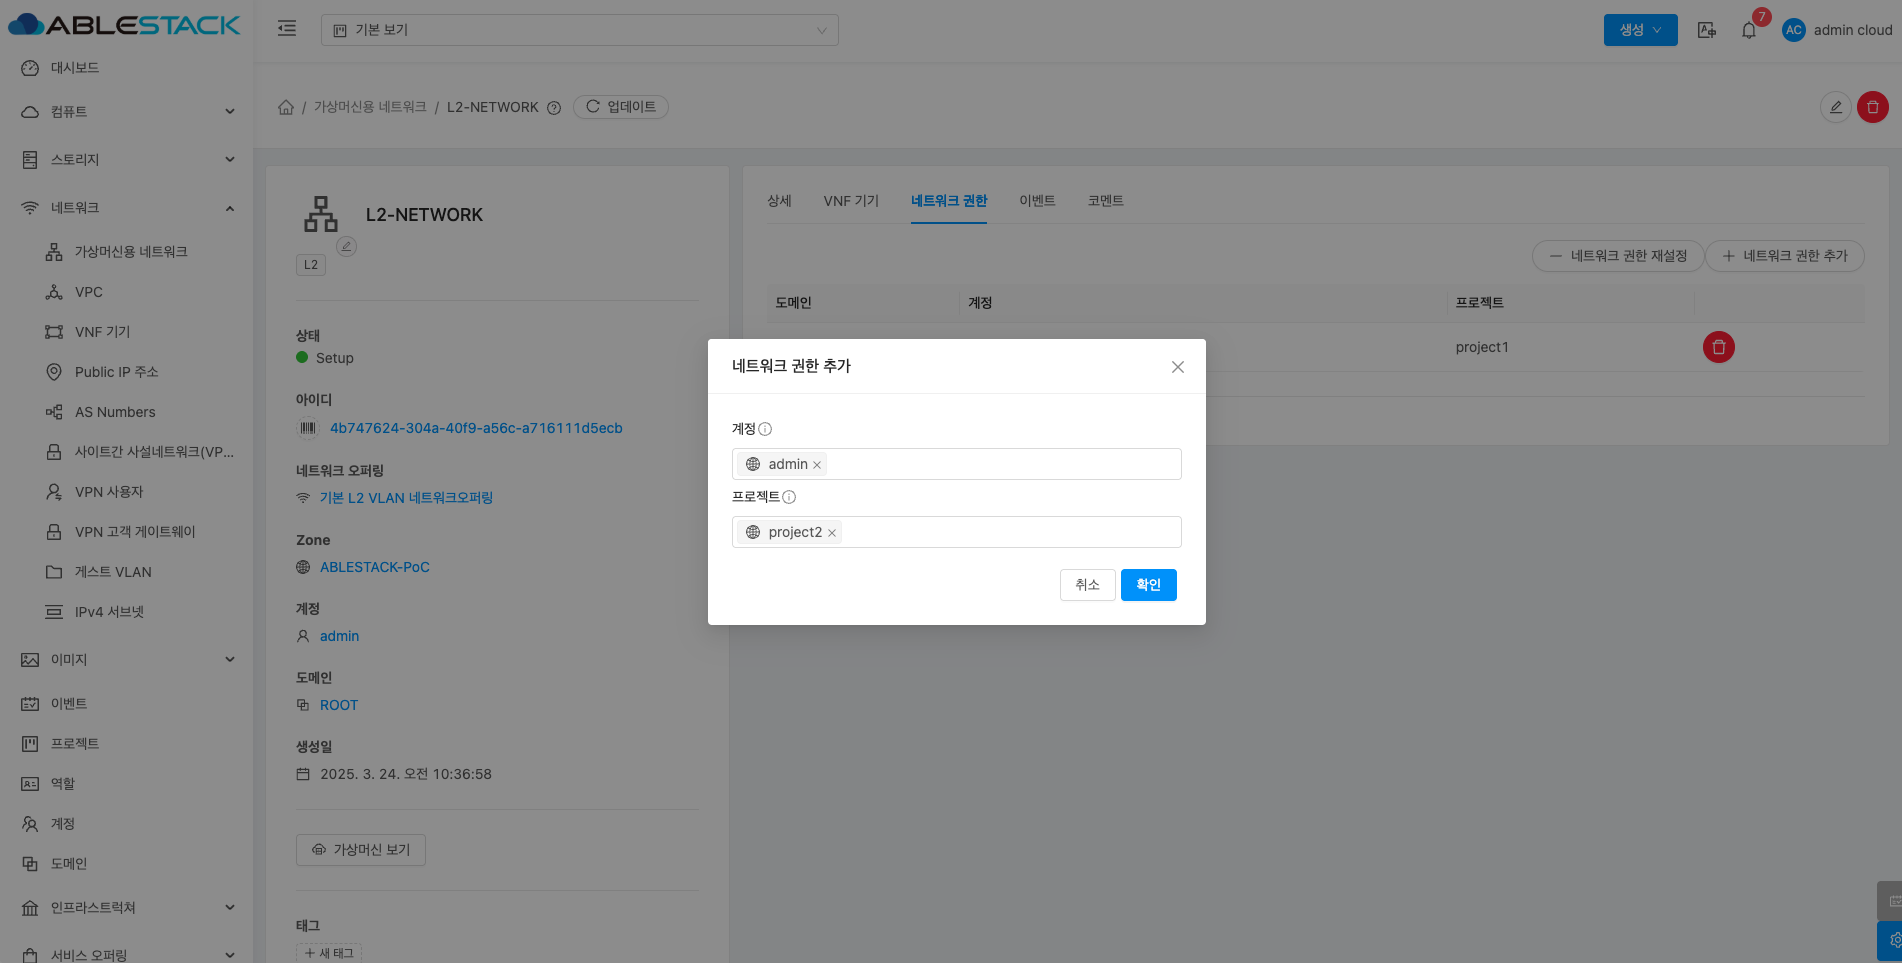 ABLESTACK
기본 보기
생성
7
AC
admin cloud
대시보드
컴퓨트
스토리지
네트워크
가상머신용 네트워크
VPC
VNF 기기
Public IP 주소
AS Numbers
사이트간 사설네트워크(VP...
VPN 사용자
VPN 고객 게이트웨이
게스트 VLAN
IPv4 서브넷
이미지
이벤트
프로젝트
역할
계정
도메인
인프라스트럭쳐
서비스 오퍼링
/ 가상머신용 네트워크 / L2-NETWORK
업데이트
L2-NETWORK
L2
상태
Setup
아이디
4b747624-304a-40f9-a56c-a716111d5ecb
네트워크 오퍼링
기본 L2 VLAN 네트워크오퍼링
Zone
ABLESTACK-PoC
계정
admin
도메인
ROOT
생성일
2025. 3. 24. 오전 10:36:58
가상머신 보기
태그
+ 새 태그
상세
VNF 기기
네트워크 권한
이벤트
코멘트
네트워크 권한 재설정
네트워크 권한 추가
도메인
계정
프로젝트
project1
네트워크 권한 추가
계정
admin
프로젝트
project2
취소
확인